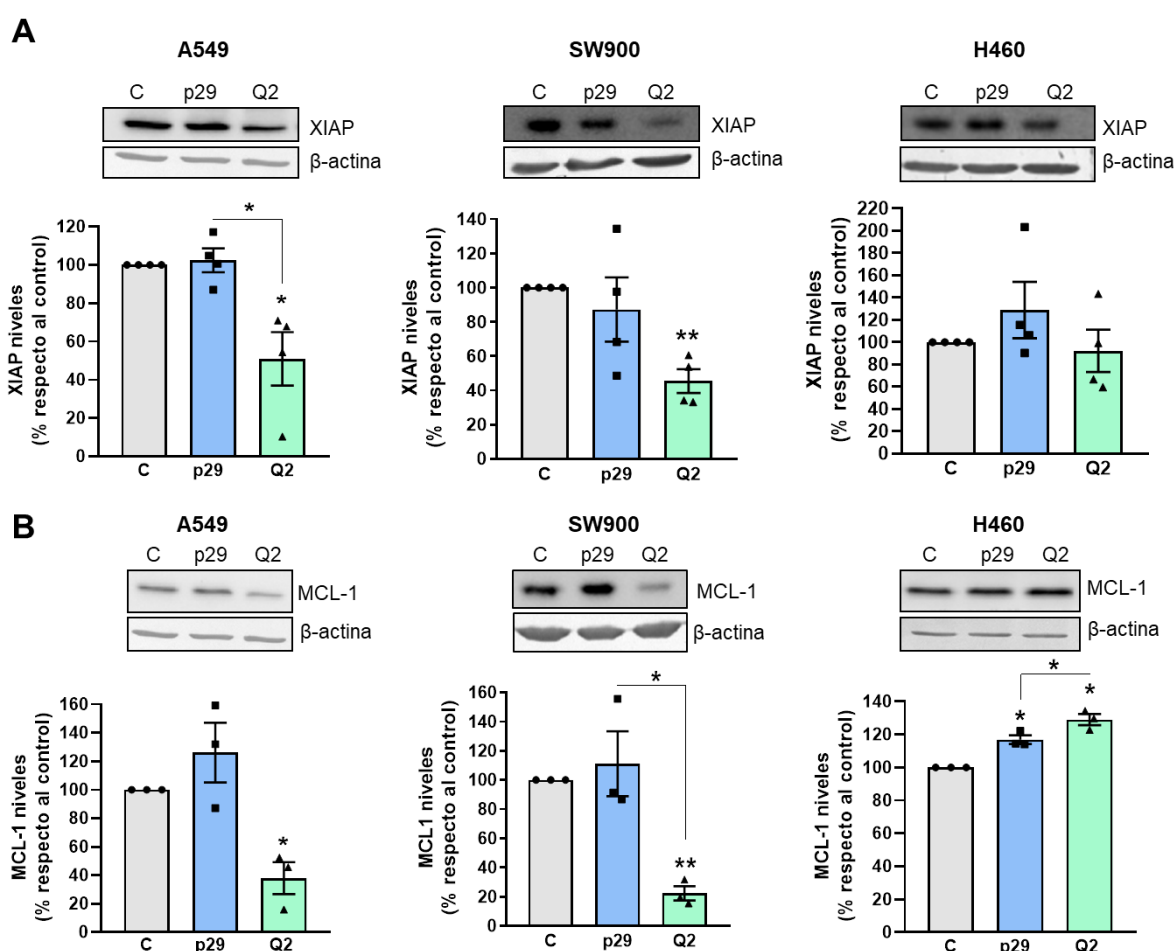 A
A549
C p29 Q2
XIAP
β-actina
XIAP niveles
(% respecto al control)
120
100
80
60
40
20
0
*
*
C p29 Q2
SW900
C p29 Q2
XIAP
β-actina
XIAP niveles
(% respecto al control)
140
120
100
80
60
40
20
0
**
C p29 Q2
H460
C p29 Q2
XIAP
β-actina
XIAP niveles
(% respecto al control)
220
200
180
160
140
120
100
80
60
40
20
0
C p29 Q2
B
A549
C p29 Q2
MCL-1
β-actina
MCL-1 niveles
(% respecto al control)
160
140
120
100
80
60
40
20
0
*
C p29 Q2
SW900
C p29 Q2
MCL-1
β-actina
MCL1 niveles
(% respecto al control)
160
140
120
100
80
60
40
20
0
*
**
C p29 Q2
H460
C p29 Q2
MCL-1
β-actina
MCL-1 niveles
(% respecto al control)
140
120
100
80
60
40
20
0
*
*
*
C p29 Q2